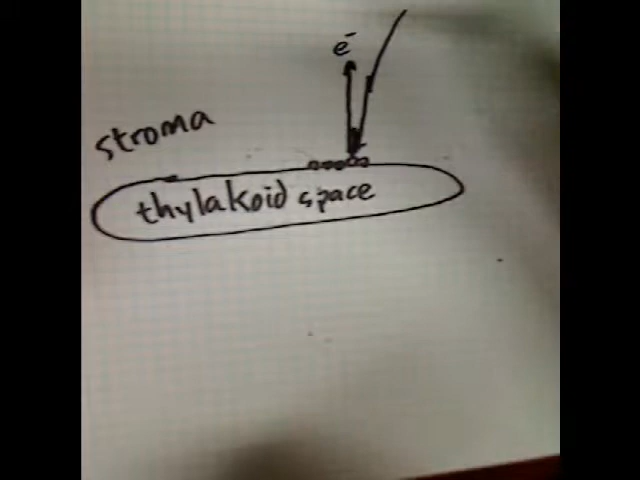 e⁻
stroma
thylakoid space